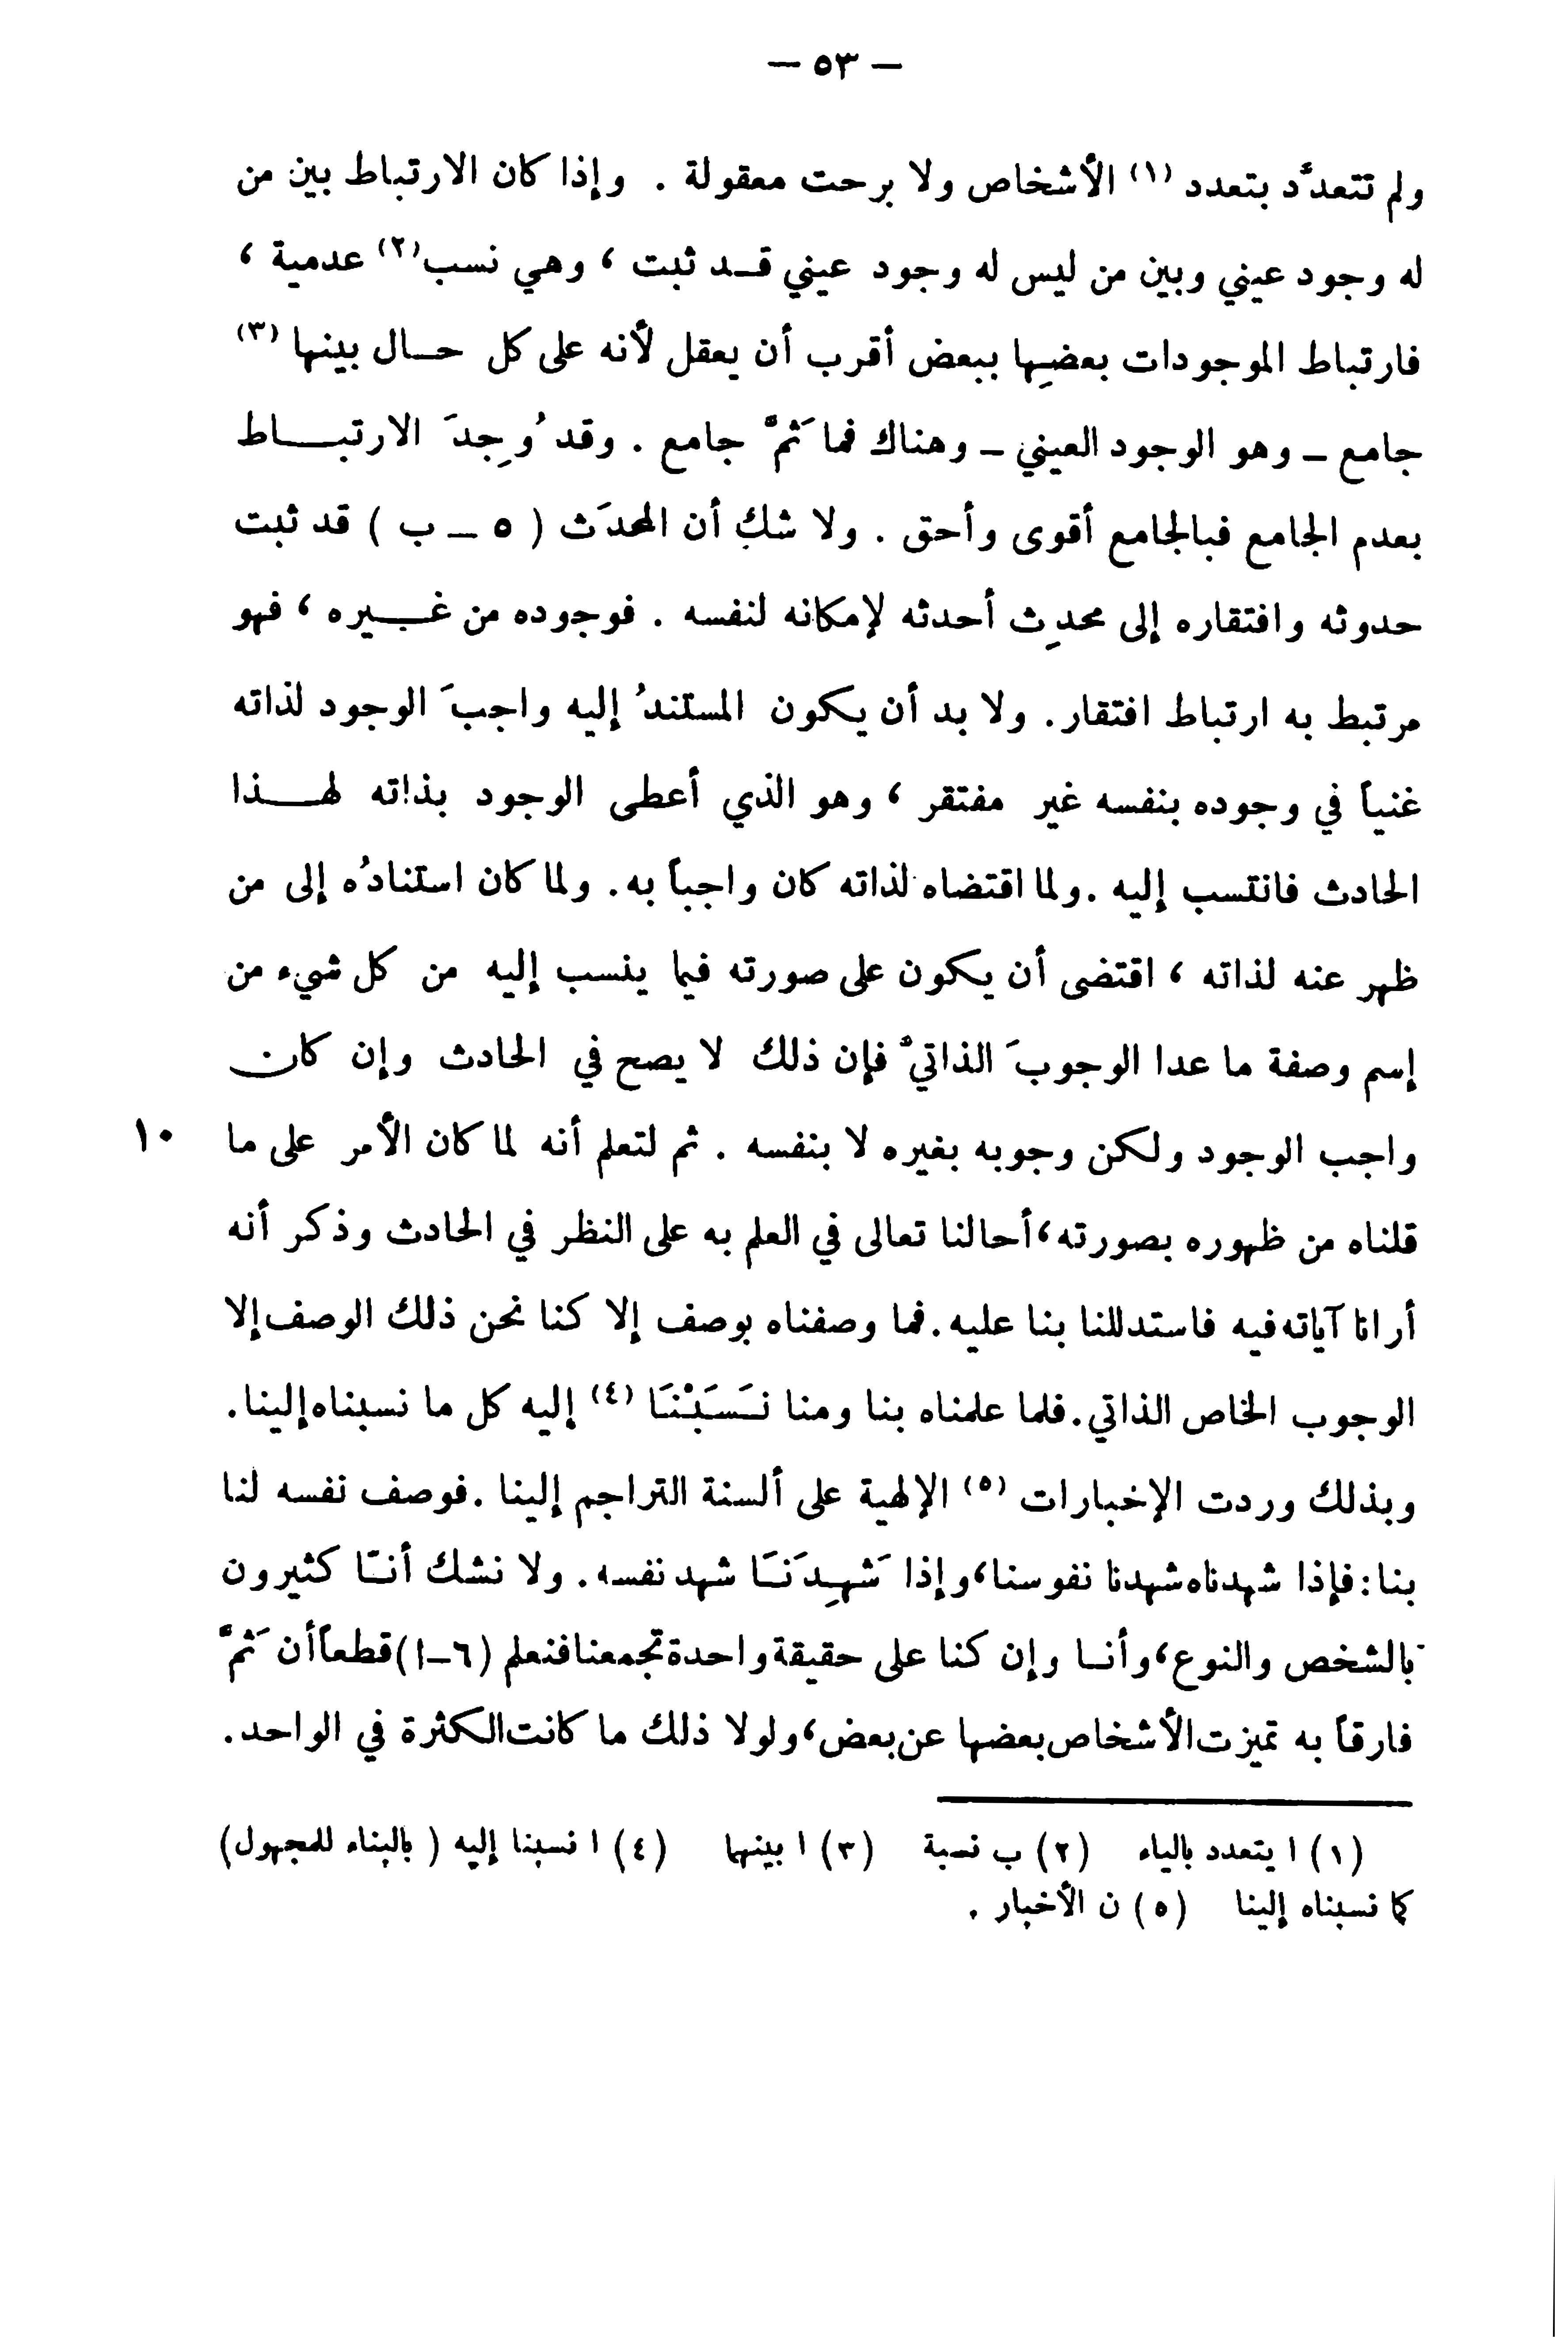 — ٥٣ —
ولم تتعدَّد بتعدد (١) الأشخاص ولا برحت معقولة . وإذا كان الارتباط بين من
له وجود عيني وبين من ليس له وجود عيني قـد ثبت ، وهي نسب(٢) عدمية ،
فارتباط الموجودات بعضِها ببعض أقرب أن يعقل لأنه على كل حـال بينها (٣)
جامع ــ وهو الوجود العيني ــ وهناك فما ثَمَّ جامع . وقد وُجِدَ الارتبـــاط
بعدم الجامع فبالجامع أقوى وأحق . ولا شك أن المحدَث ( ٥ ــ ب ) قد ثبت
حدوثه وافتقاره إلى محدِث أحدثه لإمكانه لنفسه . فوجوده من غـــيره ، فهو
مرتبط به ارتباط افتقار . ولا بد أن يكون المستندُ إليه واجبَ الوجود لذاته
غنياً في وجوده بنفسه غير مفتقر ، وهو الذي أعطى الوجود بذاته لهـــذا
الحادث فانتسب إليه . ولما اقتضاه لذاته كان واجباً به . ولما كان استنادُه إلى من
ظهر عنه لذاته ، اقتضى أن يكون على صورته فيما ينسب إليه من كل شيء من
إسم وصفة ما عدا الوجوبَ الذاتيَّ فإن ذلك لا يصح في الحادث وإن كان
واجب الوجود ولكن وجوبه بغيره لا بنفسه . ثم لتعلم أنه لما كان الأمر على ما ١٠
قلناه من ظهوره بصورته ، أحالنا تعالى في العلم به على النظر في الحادث وذكر أنه
أرانا آياته فيه فاستدللنا بنا عليه . فما وصفناه بوصف إلا كنا نحن ذلك الوصف إلا
الوجوب الخاص الذاتي . فلما علمناه بنا ومنا نَسَبْنَا (٤) إليه كل ما نسبناه إلينا .
وبذلك وردت الإخبارات (٥) الإلهية على ألسنة التراجم إلينا . فوصف نفسه لنا
بنا : فإذا شهدناه شهدنا نفوسنا ، وإذا شَهِدَنَا شهد نفسه . ولا نشك أنـّا كثيرون
بالشخص والنوع ، وأنـا وإن كنا على حقيقة واحدة تجمعنا فنعلم (٦–ا) قطعاً أن ثَمَّ
فارقاً به تميزت الأشخاص بعضها عن بعض ، ولولا ذلك ما كانت الكثرة في الواحد .
(١) ا يتعدد بالياء (٢) ب نسبة (٣) ا بينهما (٤) ا نسبنا إليه ( بالبناء للمجهول)
كما نسبناه إلينا (٥) ن الأخبار .